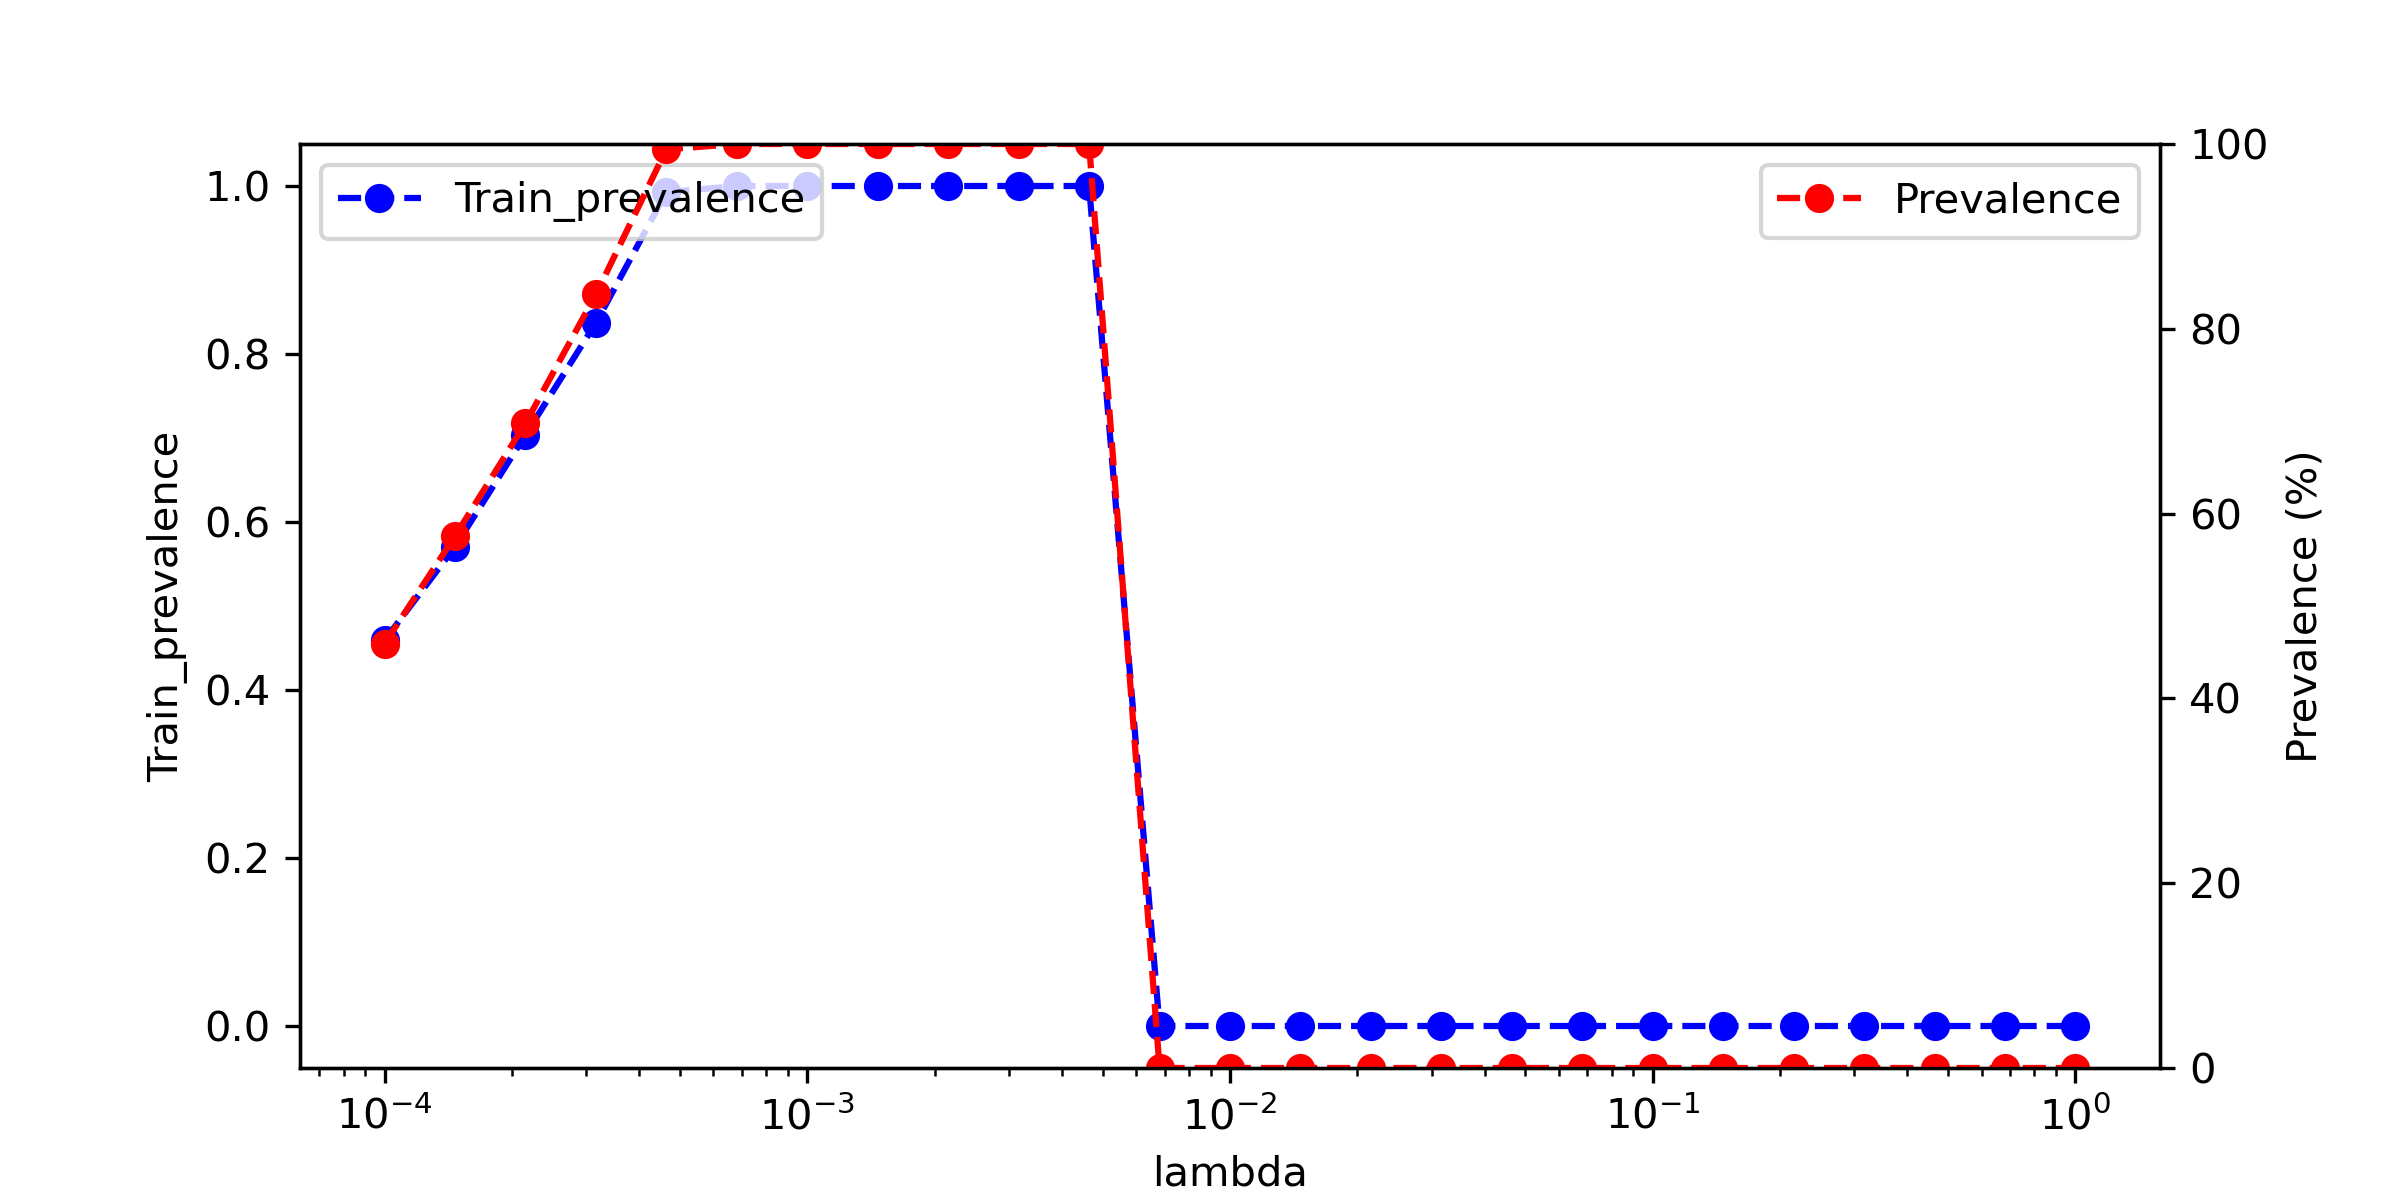 Train_prevalence
Prevalence
1.0
0.8
0.6
0.4
0.2
0.0
Train_prevalence
100
80
60
40
20
0
Prevalence (%)
10⁻⁴ 10⁻³ 10⁻² 10⁻¹ 10⁰
lambda